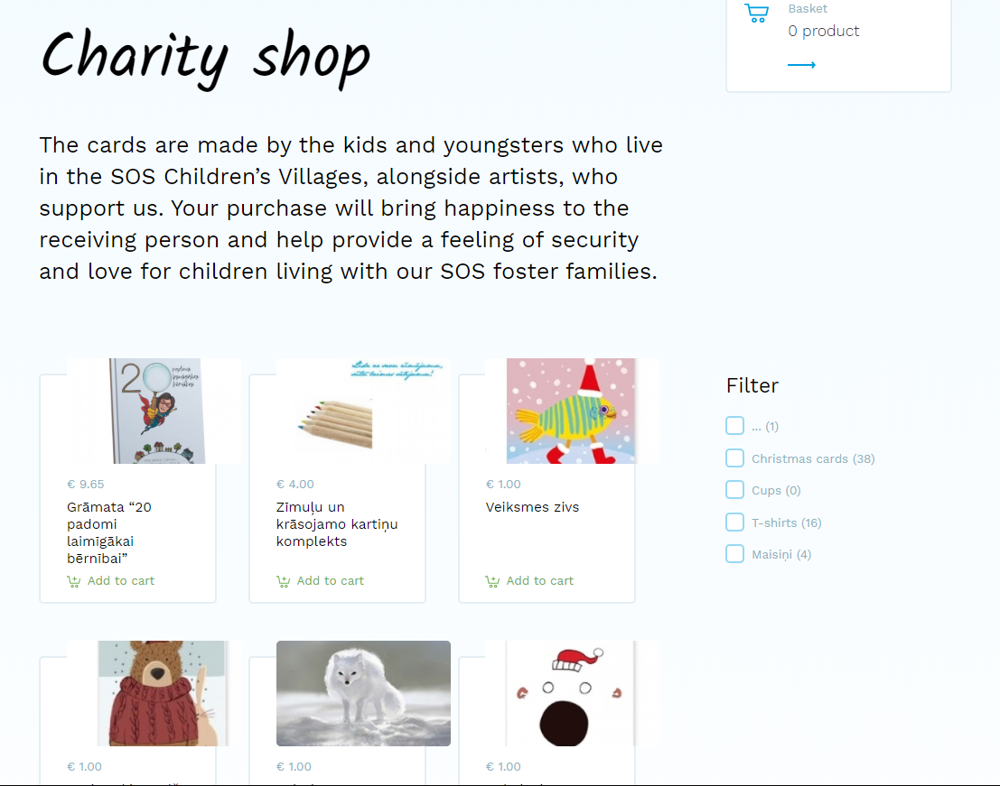 Basket
0 product
Charity shop
The cards are made by the kids and youngsters who live
in the SOS Children’s Villages, alongside artists, who
support us. Your purchase will bring happiness to the
receiving person and help provide a feeling of security
and love for children living with our SOS foster families.
20
€ 9.65
Grāmata “20
padomi
laimīgākai
bērnībai”
Add to cart
€ 4.00
Zīmuļu un
krāsojamo kartiņu
komplekts
Add to cart
€ 1.00
Veiksmes zivs
Add to cart
Filter
... (1)
Christmas cards (38)
Cups (0)
T-shirts (16)
Maisiņi (4)
€ 1.00
€ 1.00
€ 1.00